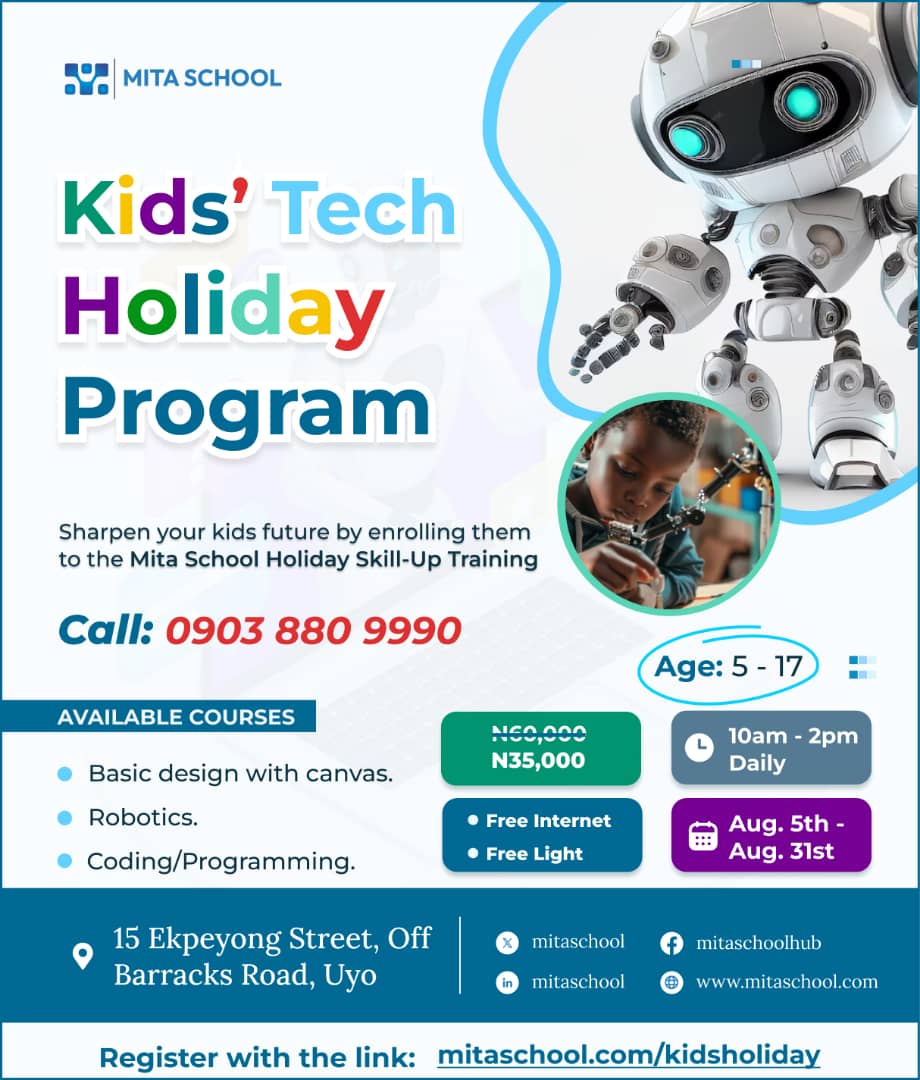 MITA SCHOOL
Kids' Tech
Holiday
Program
Sharpen your kids future by enrolling them
to the Mita School Holiday Skill-Up Training
Call: 0903 880 9990
Age: 5 - 17
AVAILABLE COURSES
Basic design with canvas.
Robotics.
Coding/Programming.
N60,000
N35,000
10am - 2pm
Daily
Free Internet
Free Light
Aug. 5th -
Aug. 31st
15 Ekpeyong Street, Off
Barracks Road, Uyo
mitaschool
mitaschoolhub
mitaschool
www.mitaschool.com
Register with the link: mitaschool.com/kidsholiday